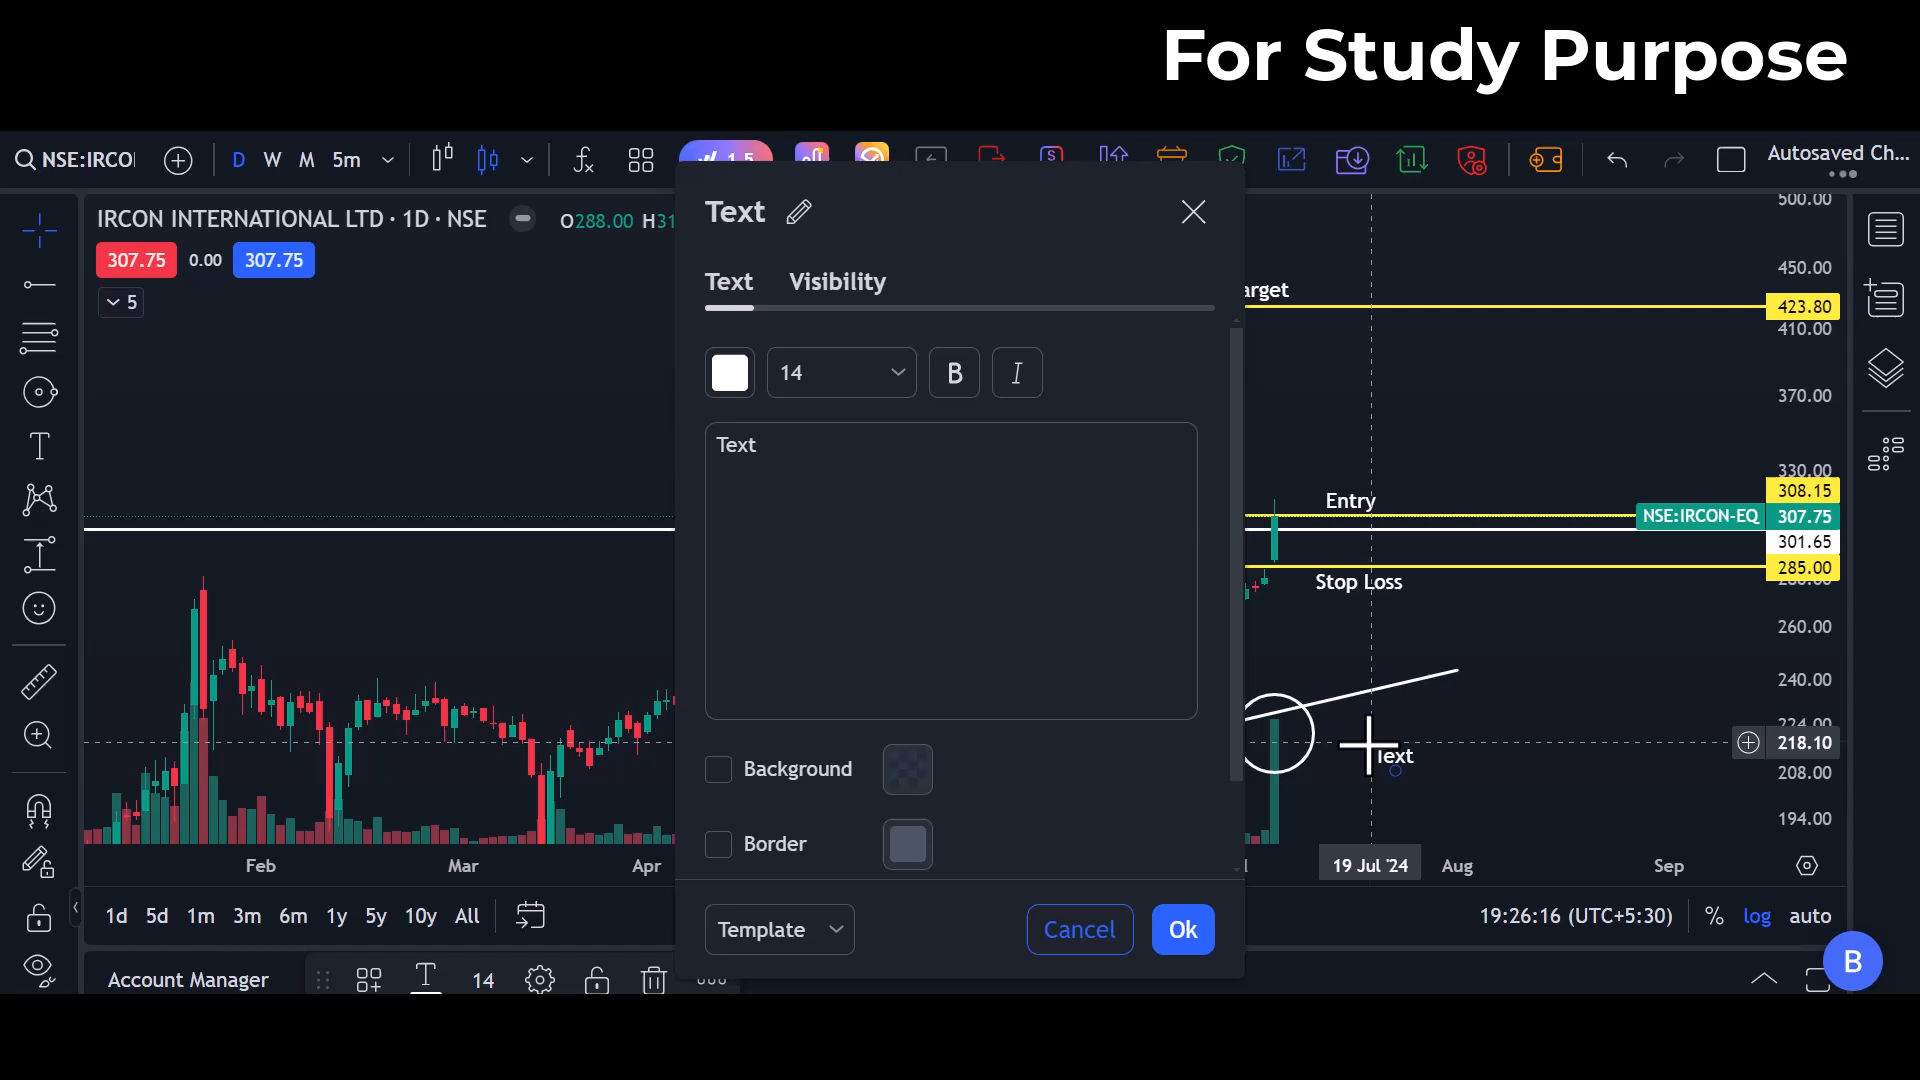 For Study Purpose
NSE:IRCO
D W M 5m
1.5
Autosaved Ch...
IRCON INTERNATIONAL LTD · 1D · NSE
O288.00 H31
307.75 0.00 307.75
5
Text
Text Visibility
14 B I
Text
Background
Border
Template Cancel Ok
arget
Entry
Stop Loss
Text
500.00
450.00
423.80
410.00
370.00
330.00
308.15
NSE:IRCON-EQ 307.75
301.65
285.00
260.00
240.00
224.00
218.10
208.00
194.00
Feb Mar Apr 19 Jul '24 Aug Sep
1d 5d 1m 3m 6m 1y 5y 10y All
19:26:16 (UTC+5:30) % log auto
Account Manager
14
B